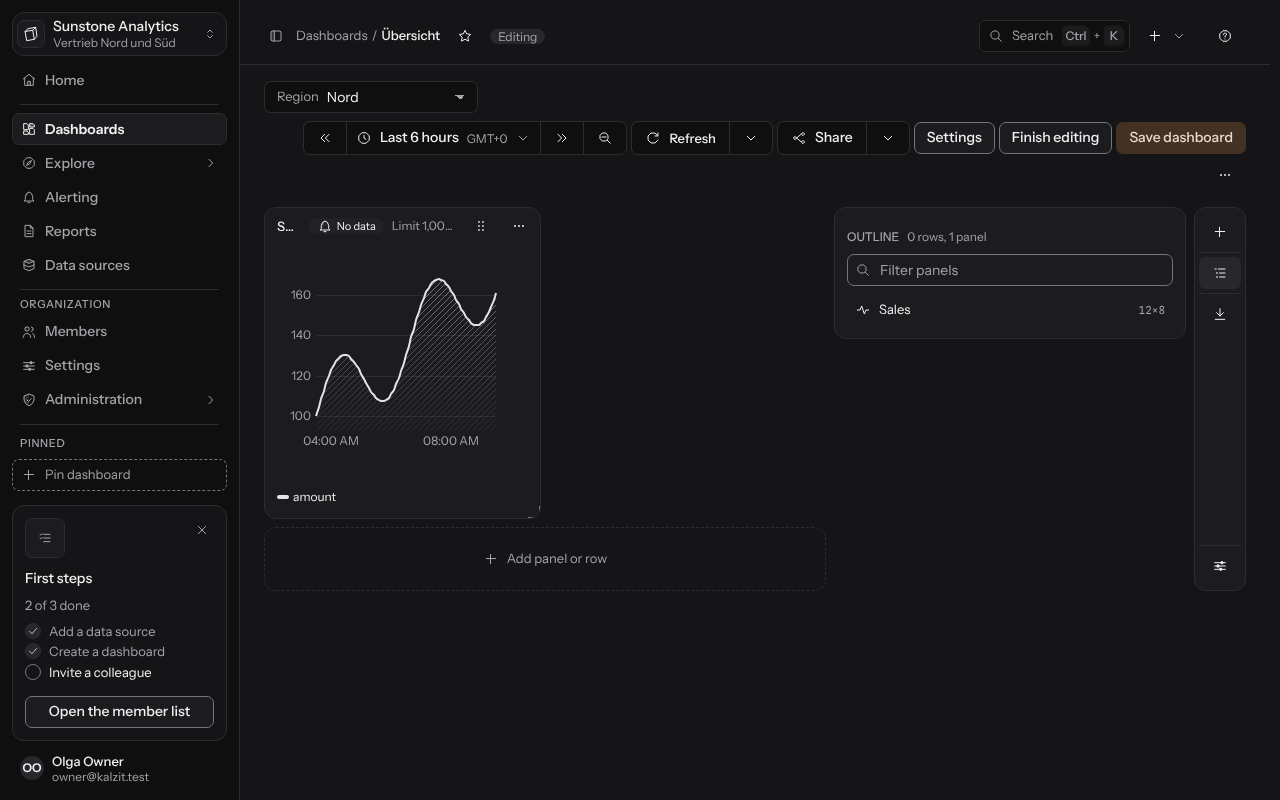 Sunstone Analytics
Vertrieb Nord und Süd
Home
Dashboards
Explore
Alerting
Reports
Data sources
ORGANIZATION
Members
Settings
Administration
PINNED
Pin dashboard
First steps
2 of 3 done
Add a data source
Create a dashboard
Invite a colleague
Open the member list
OO
Olga Owner
owner@kalzit.test
Dashboards / Übersicht
Editing
Search Ctrl + K
Region Nord
Last 6 hours GMT+0
Refresh
Share
Settings
Finish editing
Save dashboard
S...
No data
Limit 1,00...
160
140
120
100
04:00 AM 08:00 AM
amount
Add panel or row
OUTLINE 0 rows, 1 panel
Filter panels
Sales 12×8